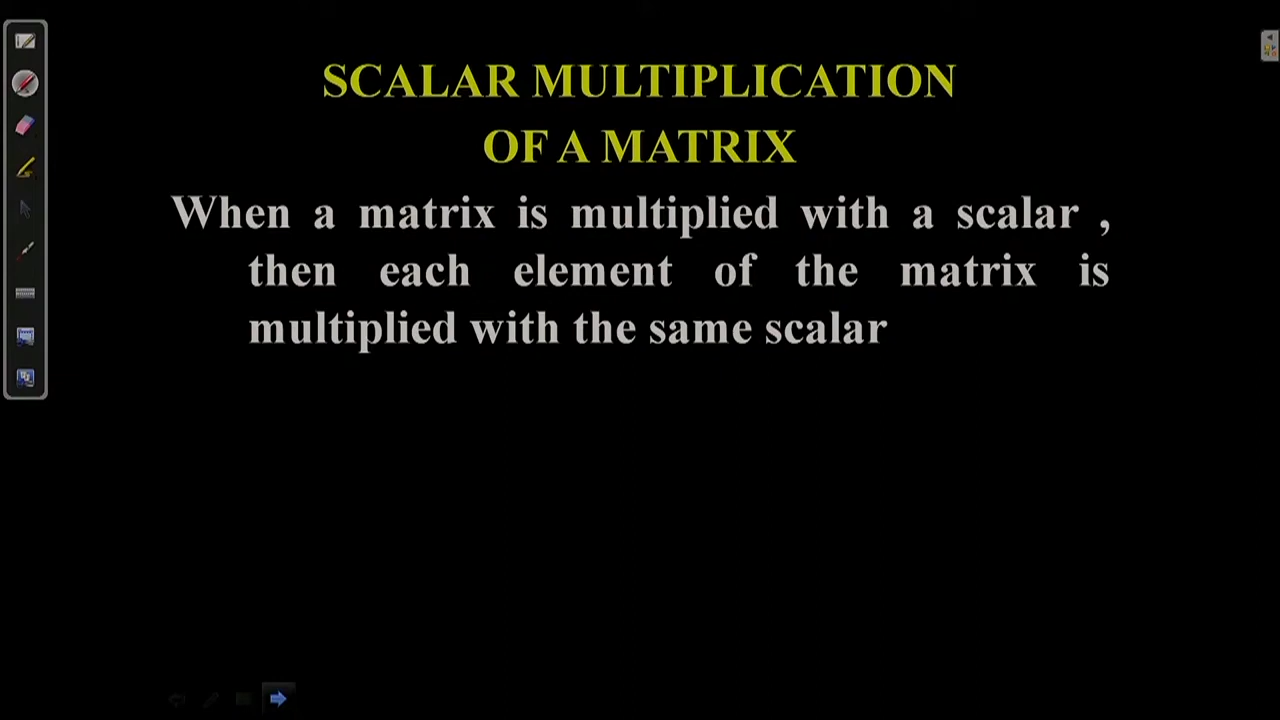 SCALAR MULTIPLICATION
OF A MATRIX
When a matrix is multiplied with a scalar ,
then each element of the matrix is
multiplied with the same scalar